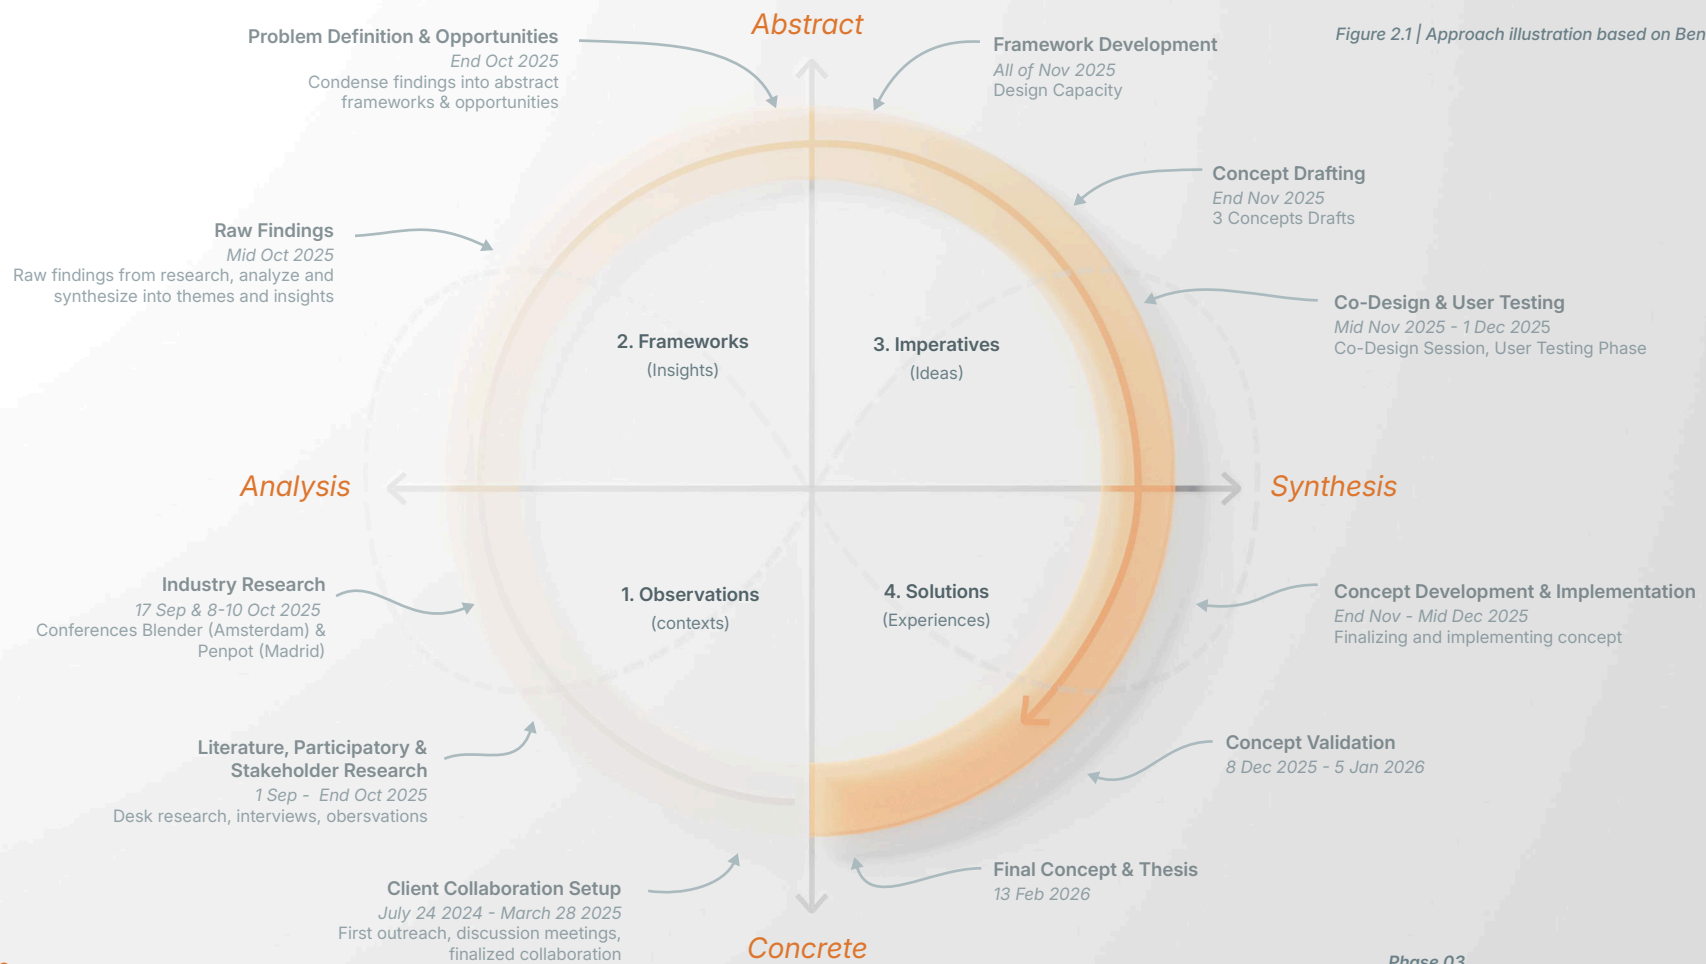 Abstract
Figure 2.1 | Approach illustration based on Ben
Problem Definition & Opportunities
End Oct 2025
Condense findings into abstract
frameworks & opportunities
Framework Development
All of Nov 2025
Design Capacity
Concept Drafting
End Nov 2025
3 Concepts Drafts
Raw Findings
Mid Oct 2025
Raw findings from research, analyze and
synthesize into themes and insights
Co-Design & User Testing
Mid Nov 2025 - 1 Dec 2025
Co-Design Session, User Testing Phase
2. Frameworks
(Insights)
3. Imperatives
(Ideas)
Analysis
Synthesis
1. Observations
(contexts)
4. Solutions
(Experiences)
Industry Research
17 Sep & 8-10 Oct 2025
Conferences Blender (Amsterdam) &
Penpot (Madrid)
Concept Development & Implementation
End Nov - Mid Dec 2025
Finalizing and implementing concept
Literature, Participatory &
Stakeholder Research
1 Sep - End Oct 2025
Desk research, interviews, obersvations
Concept Validation
8 Dec 2025 - 5 Jan 2026
Client Collaboration Setup
July 24 2024 - March 28 2025
First outreach, discussion meetings,
finalized collaboration
Final Concept & Thesis
13 Feb 2026
Concrete
Phase 03